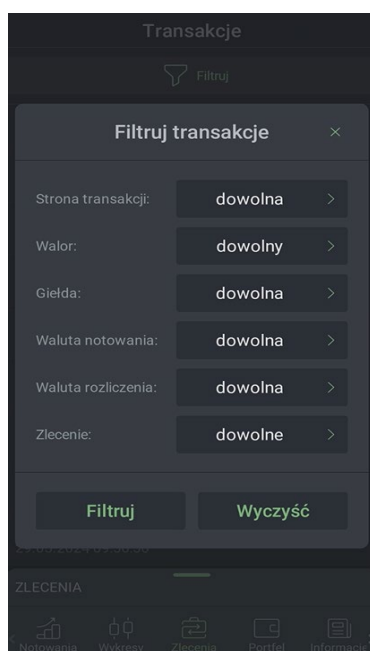 Transakcje
Filtruj
Filtruj transakcje
Strona transakcji: dowolna
Walor: dowolny
Giełda: dowolna
Waluta notowania: dowolna
Waluta rozliczenia: dowolna
Zlecenie: dowolne
Filtruj Wyczyść
ZLECENIA
Notowania Wykresy Zlecenia Portfel Informacje